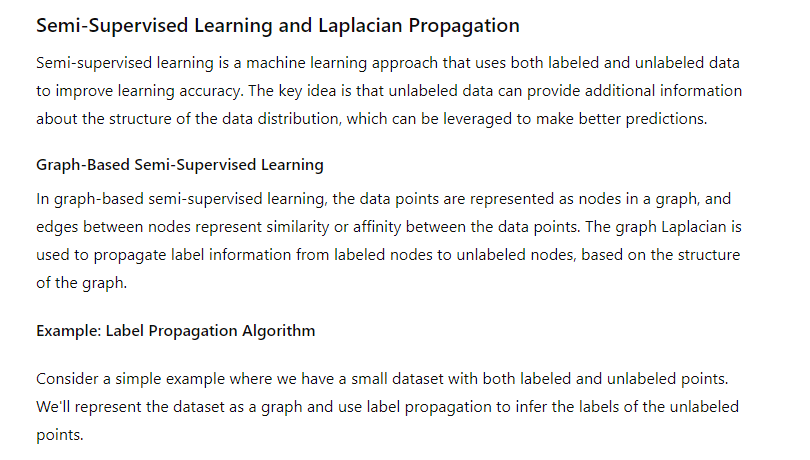 Semi-Supervised Learning and Laplacian Propagation
Semi-supervised learning is a machine learning approach that uses both labeled and unlabeled data
to improve learning accuracy. The key idea is that unlabeled data can provide additional information
about the structure of the data distribution, which can be leveraged to make better predictions.
Graph-Based Semi-Supervised Learning
In graph-based semi-supervised learning, the data points are represented as nodes in a graph, and
edges between nodes represent similarity or affinity between the data points. The graph Laplacian is
used to propagate label information from labeled nodes to unlabeled nodes, based on the structure
of the graph.
Example: Label Propagation Algorithm
Consider a simple example where we have a small dataset with both labeled and unlabeled points.
We'll represent the dataset as a graph and use label propagation to infer the labels of the unlabeled
points.